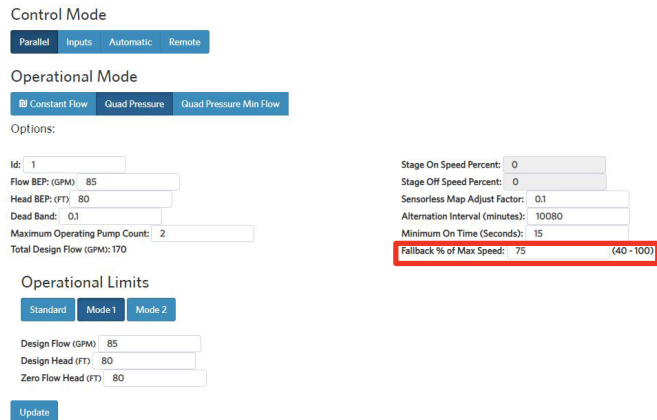 Control Mode
Parallel Inputs Automatic Remote
Operational Mode
Constant Flow Quad Pressure Quad Pressure Min Flow
Options:
Id: 1
Flow BEP: (GPM) 85
Head BEP: (FT) 80
Dead Band: 0.1
Maximum Operating Pump Count: 2
Total Design Flow (GPM): 170
Stage On Speed Percent: 0
Stage Off Speed Percent: 0
Sensorless Map Adjust Factor: 0.1
Alternation Interval (minutes): 10080
Minimum On Time (Seconds): 15
Fallback % of Max Speed: 75 (40 - 100)
Operational Limits
Standard Mode 1 Mode 2
Design Flow (GPM) 85
Design Head (FT) 80
Zero Flow Head (FT) 80
Update